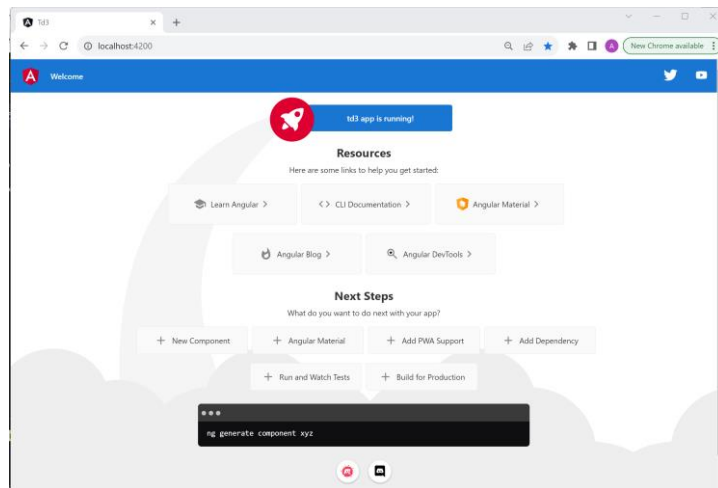 Td3
localhost:4200
A
New Chrome available
A
Welcome
td3 app is running!
Resources
Here are some links to help you get started:
Learn Angular >
<> CLI Documentation >
Angular Material >
Angular Blog >
Angular DevTools >
Next Steps
What do you want to do next with your app?
+ New Component
+ Angular Material
+ Add PWA Support
+ Add Dependency
+ Run and Watch Tests
+ Build for Production
ng generate component xyz